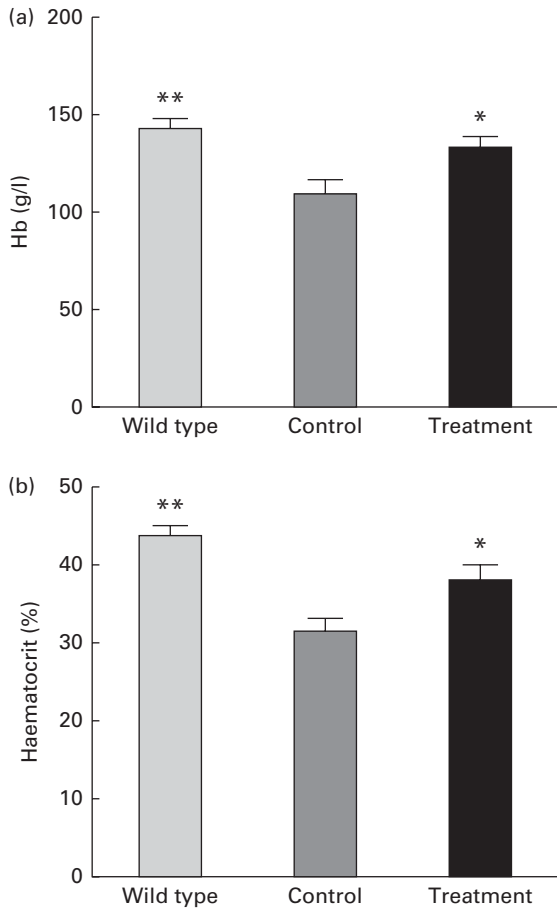 (a)
200
150
100
50
0
Hb (g/l)
**
*
Wild type Control Treatment
(b)
50
40
30
20
10
0
Haematocrit (%)
**
*
Wild type Control Treatment